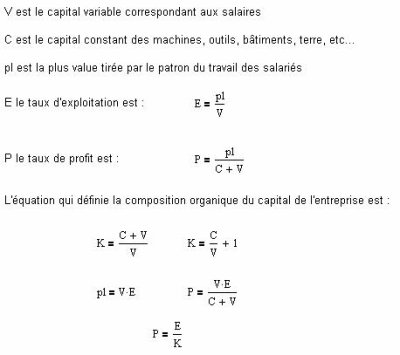 V est le capital variable correspondant aux salaires
C est le capital constant des machines, outils, bâtiments, terre, etc...
pl est la plus value tirée par le patron du travail des salariés
E le taux d'exploitation est : E = pl / V
P le taux de profit est : P = pl / (C + V)
L'équation qui définie la composition organique du capital de l'entreprise est :
K = (C + V) / V K = C / V + 1
pl = V·E P = V·E / (C + V)
P = E / K